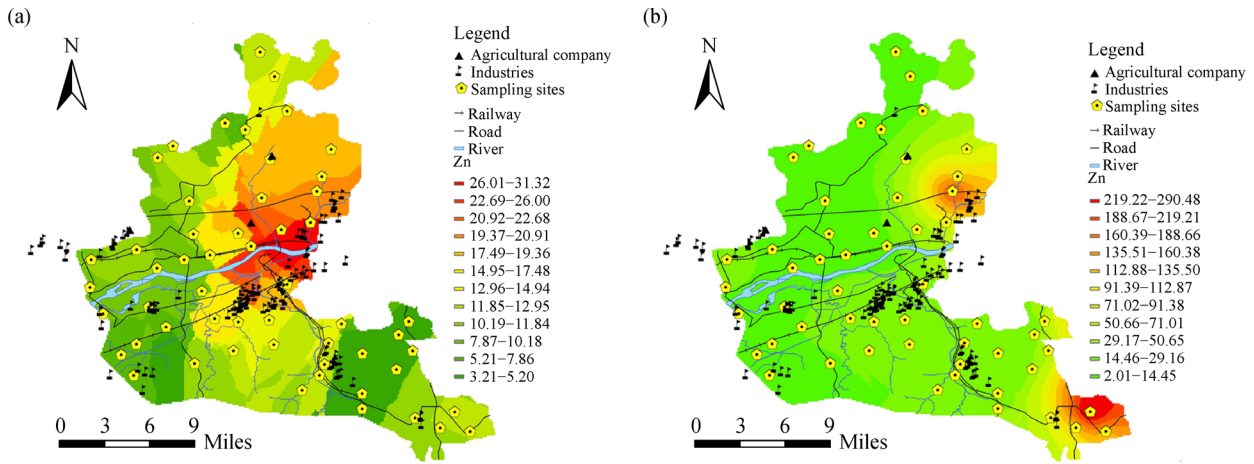 (a)
N
Legend
Agricultural company
Industries
Sampling sites
Railway
Road
River
Zn
26.01−31.32
22.69−26.00
20.92−22.68
19.37−20.91
17.49−19.36
14.95−17.48
12.96−14.94
11.85−12.95
10.19−11.84
7.87−10.18
5.21−7.86
3.21−5.20
0 3 6 9
Miles
(b)
N
Legend
Agricultural company
Industries
Sampling sites
Railway
Road
River
Zn
219.22−290.48
188.67−219.21
160.39−188.66
135.51−160.38
112.88−135.50
91.39−112.87
71.02−91.38
50.66−71.01
29.17−50.65
14.46−29.16
2.01−14.45
0 3 6 9
Miles